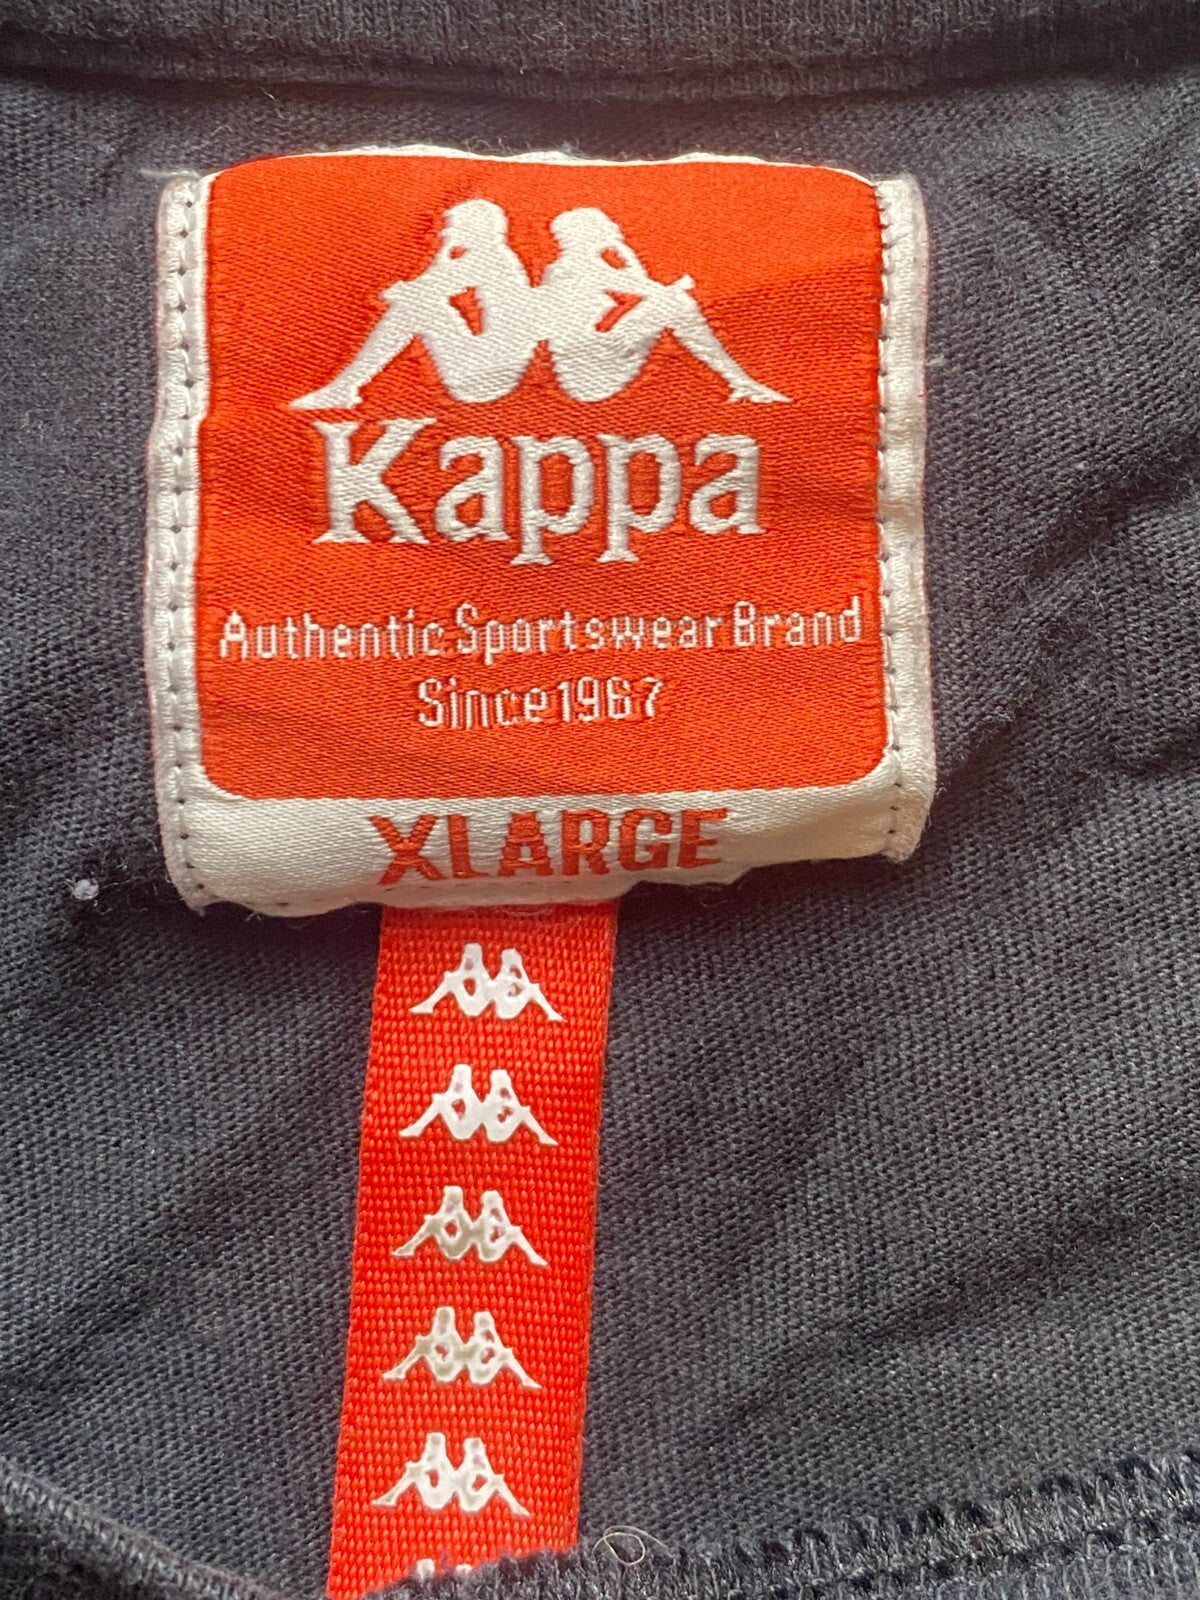 Kappa
Authentic Sportswear Brand
Since 1967
XLARGE